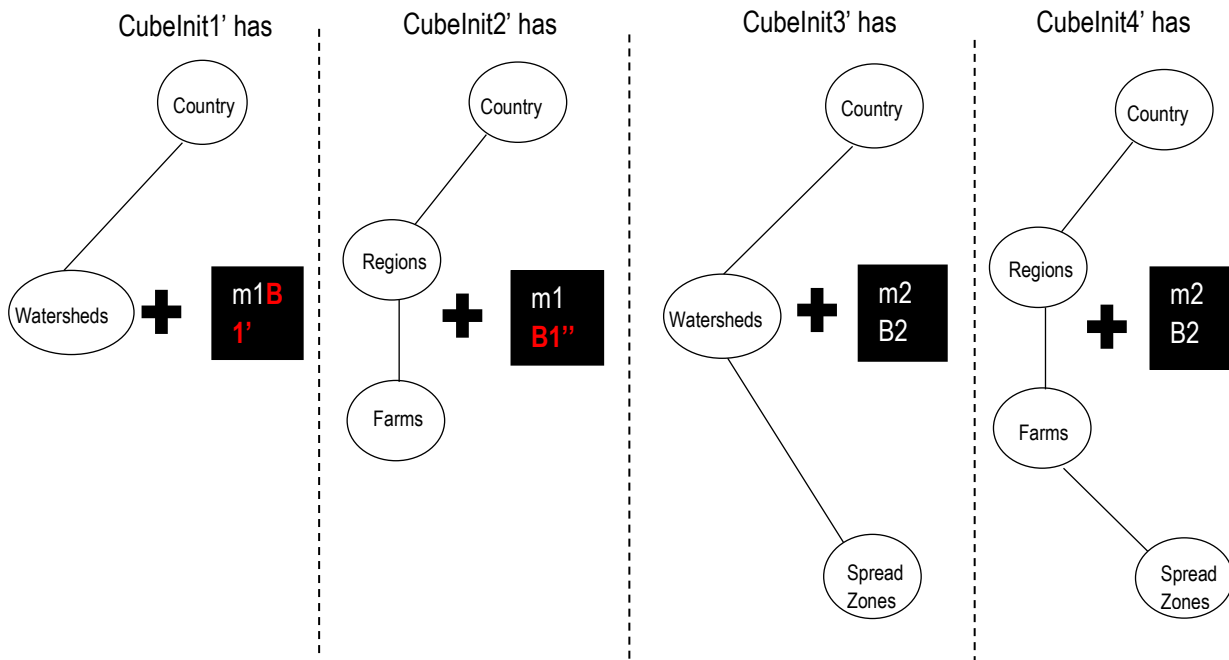 CubeInit1’ has
Country
Watersheds
m1B
1’
CubeInit2’ has
Country
Regions
m1
B1’’
Farms
CubeInit3’ has
Country
Watersheds
m2
B2
Spread
Zones
CubeInit4’ has
Country
Regions
m2
B2
Farms
Spread
Zones